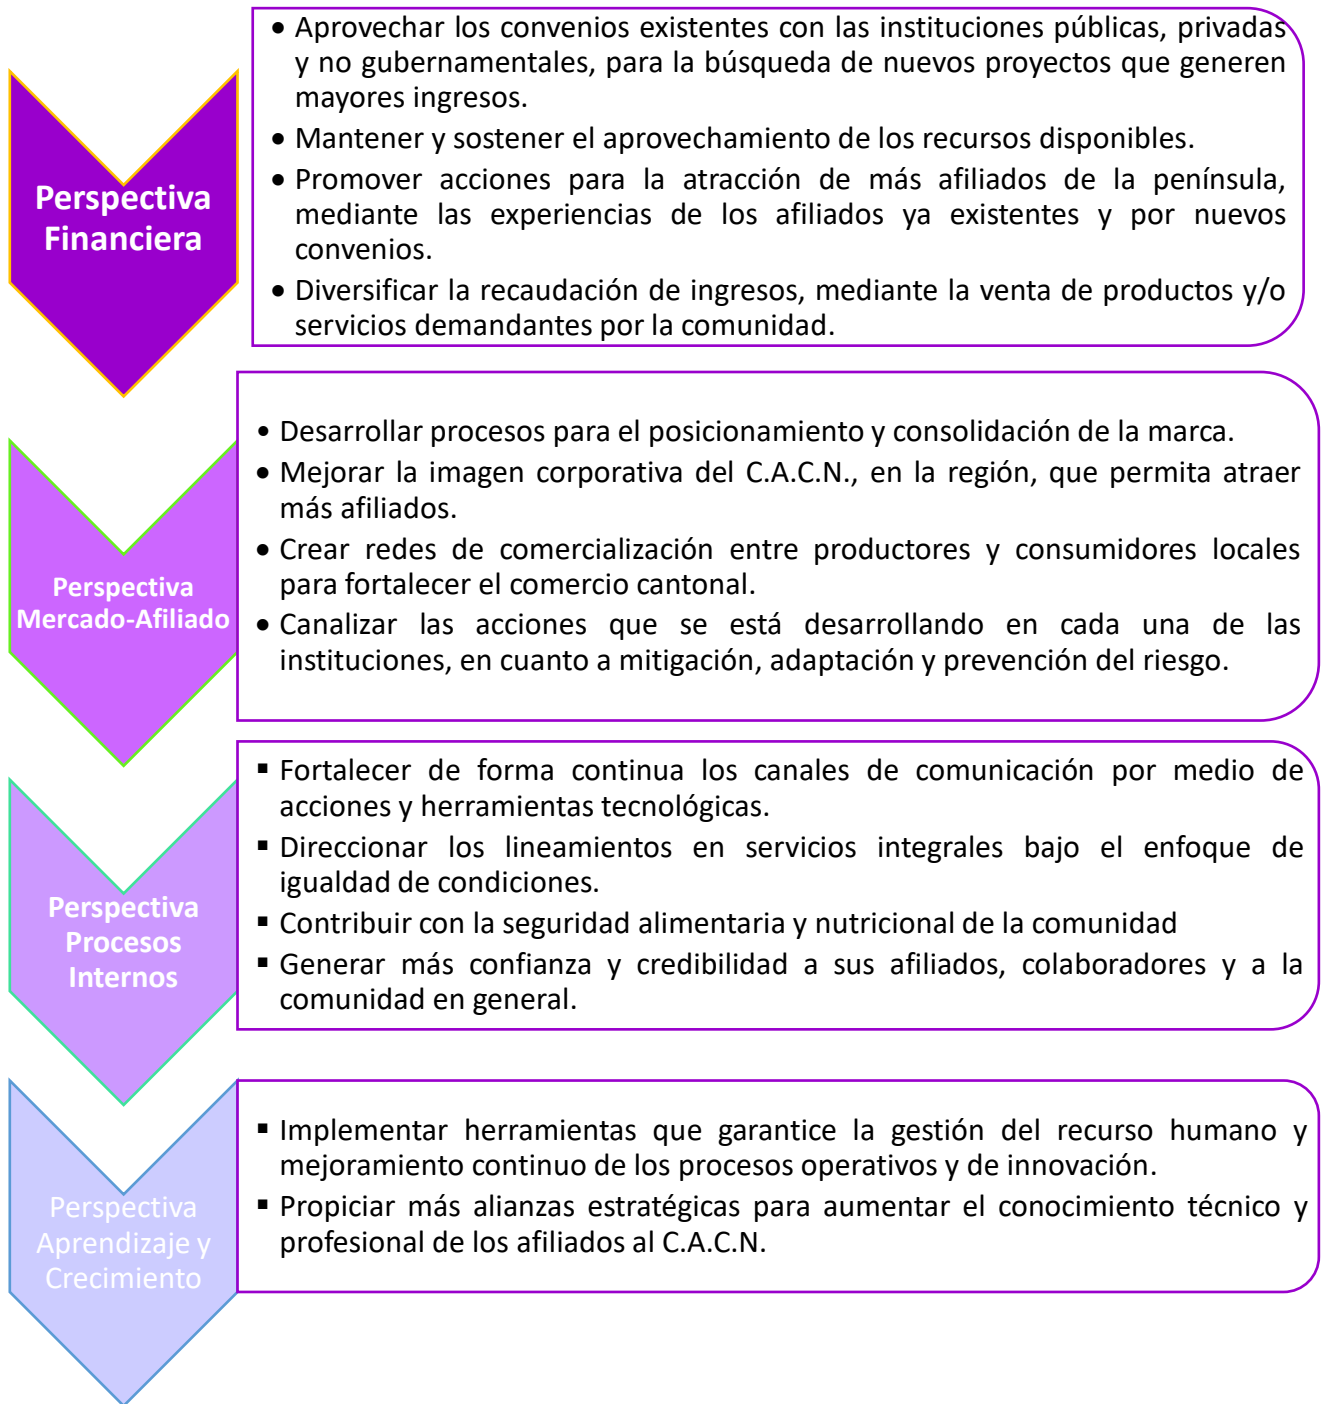 Perspectiva
Financiera
• Aprovechar los convenios existentes con las instituciones públicas, privadas
y no gubernamentales, para la búsqueda de nuevos proyectos que generen
mayores ingresos.
• Mantener y sostener el aprovechamiento de los recursos disponibles.
• Promover acciones para la atracción de más afiliados de la península,
mediante las experiencias de los afiliados ya existentes y por nuevos
convenios.
• Diversificar la recaudación de ingresos, mediante la venta de productos y/o
servicios demandantes por la comunidad.
Perspectiva
Mercado-Afiliado
• Desarrollar procesos para el posicionamiento y consolidación de la marca.
• Mejorar la imagen corporativa del C.A.C.N., en la región, que permita atraer
más afiliados.
• Crear redes de comercialización entre productores y consumidores locales
para fortalecer el comercio cantonal.
• Canalizar las acciones que se está desarrollando en cada una de las
instituciones, en cuanto a mitigación, adaptación y prevención del riesgo.
Perspectiva
Procesos
Internos
▪ Fortalecer de forma continua los canales de comunicación por medio de
acciones y herramientas tecnológicas.
▪ Direccionar los lineamientos en servicios integrales bajo el enfoque de
igualdad de condiciones.
▪ Contribuir con la seguridad alimentaria y nutricional de la comunidad
▪ Generar más confianza y credibilidad a sus afiliados, colaboradores y a la
comunidad en general.
Perspectiva
Aprendizaje y
Crecimiento
▪ Implementar herramientas que garantice la gestión del recurso humano y
mejoramiento continuo de los procesos operativos y de innovación.
▪ Propiciar más alianzas estratégicas para aumentar el conocimiento técnico y
profesional de los afiliados al C.A.C.N.